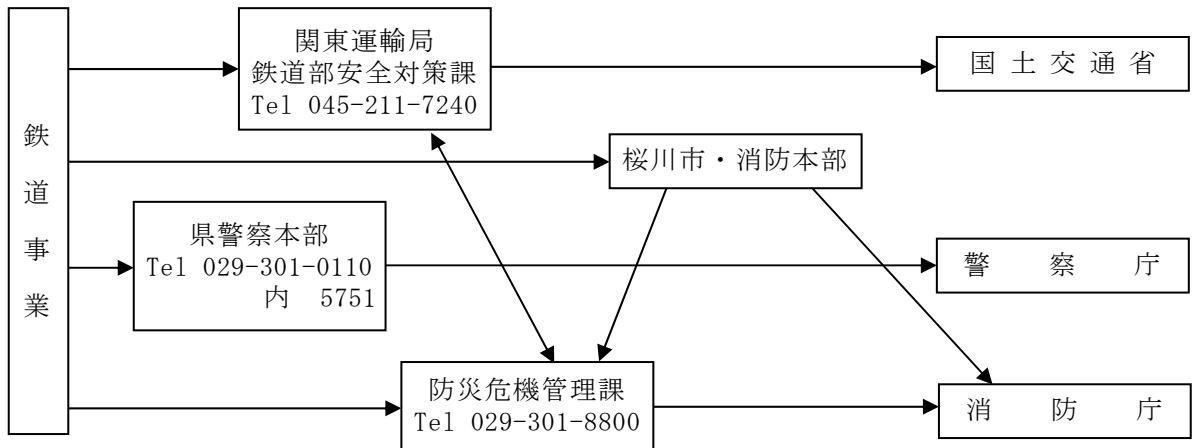 鉄道事業
関東運輸局
鉄道部安全対策課
Tel 045-211-7240
国土交通省
桜川市・消防本部
県警察本部
Tel 029-301-0110
内 5751
警察庁
防災危機管理課
Tel 029-301-8800
消防庁